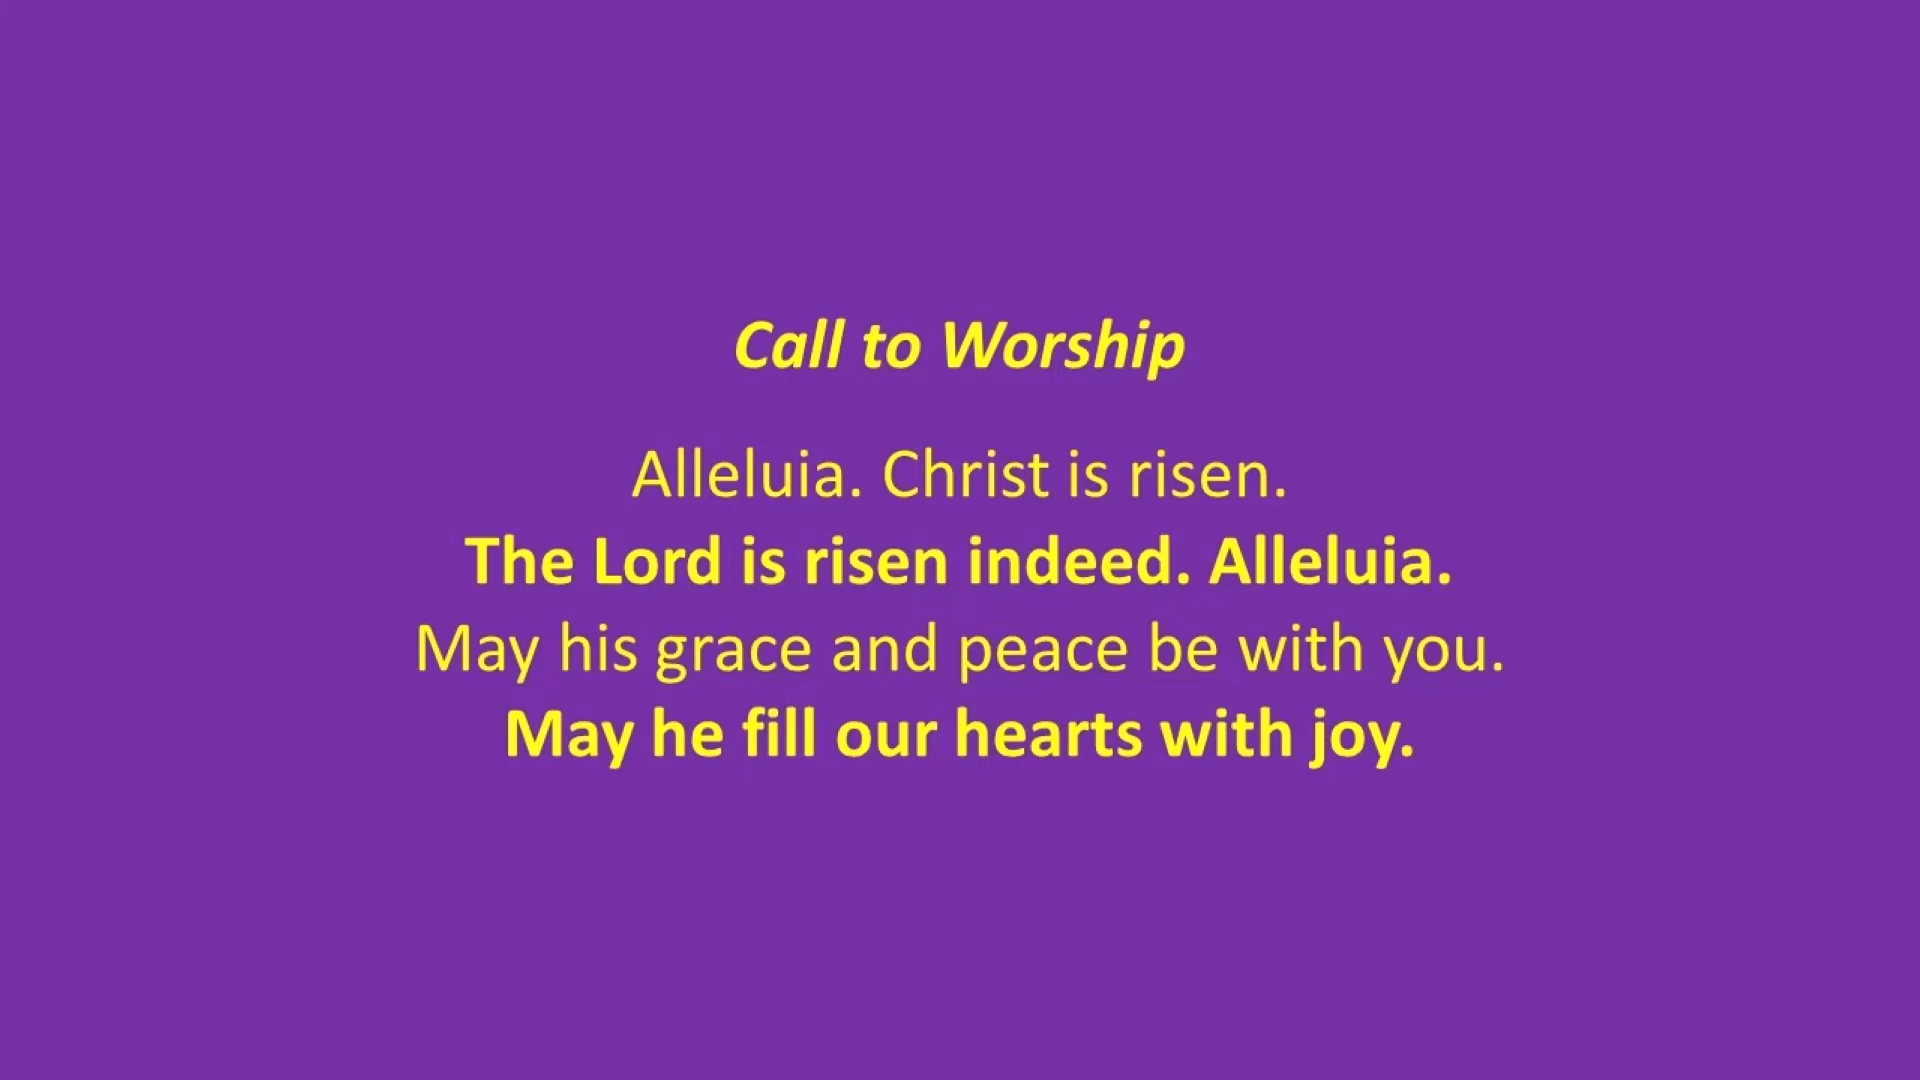 Call to Worship
Alleluia. Christ is risen.
The Lord is risen indeed. Alleluia.
May his grace and peace be with you.
May he fill our hearts with joy.